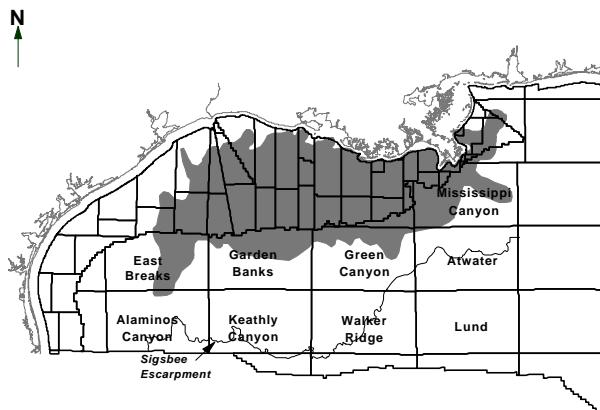 N
Mississippi
Canyon
East
Breaks
Garden
Banks
Green
Canyon
Atwater
Alaminos
Canyon
Keathly
Canyon
Walker
Ridge
Lund
Sigsbee
Escarpment